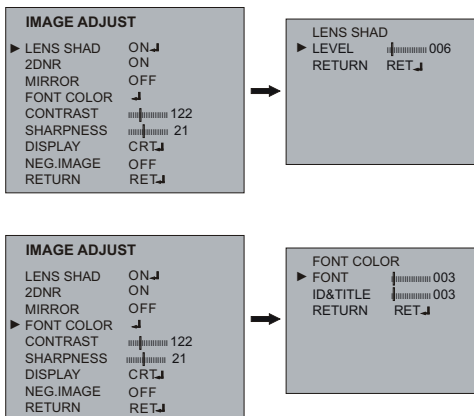 IMAGE ADJUST
► LENS SHAD ON↲
2DNR ON
MIRROR OFF
FONT COLOR ↲
CONTRAST 122
SHARPNESS 21
DISPLAY CRT↲
NEG.IMAGE OFF
RETURN RET↲
LENS SHAD
► LEVEL 006
RETURN RET↲
IMAGE ADJUST
LENS SHAD ON↲
2DNR ON
MIRROR OFF
► FONT COLOR ↲
CONTRAST 122
SHARPNESS 21
DISPLAY CRT↲
NEG.IMAGE OFF
RETURN RET↲
FONT COLOR
► FONT 003
ID&TITLE 003
RETURN RET↲